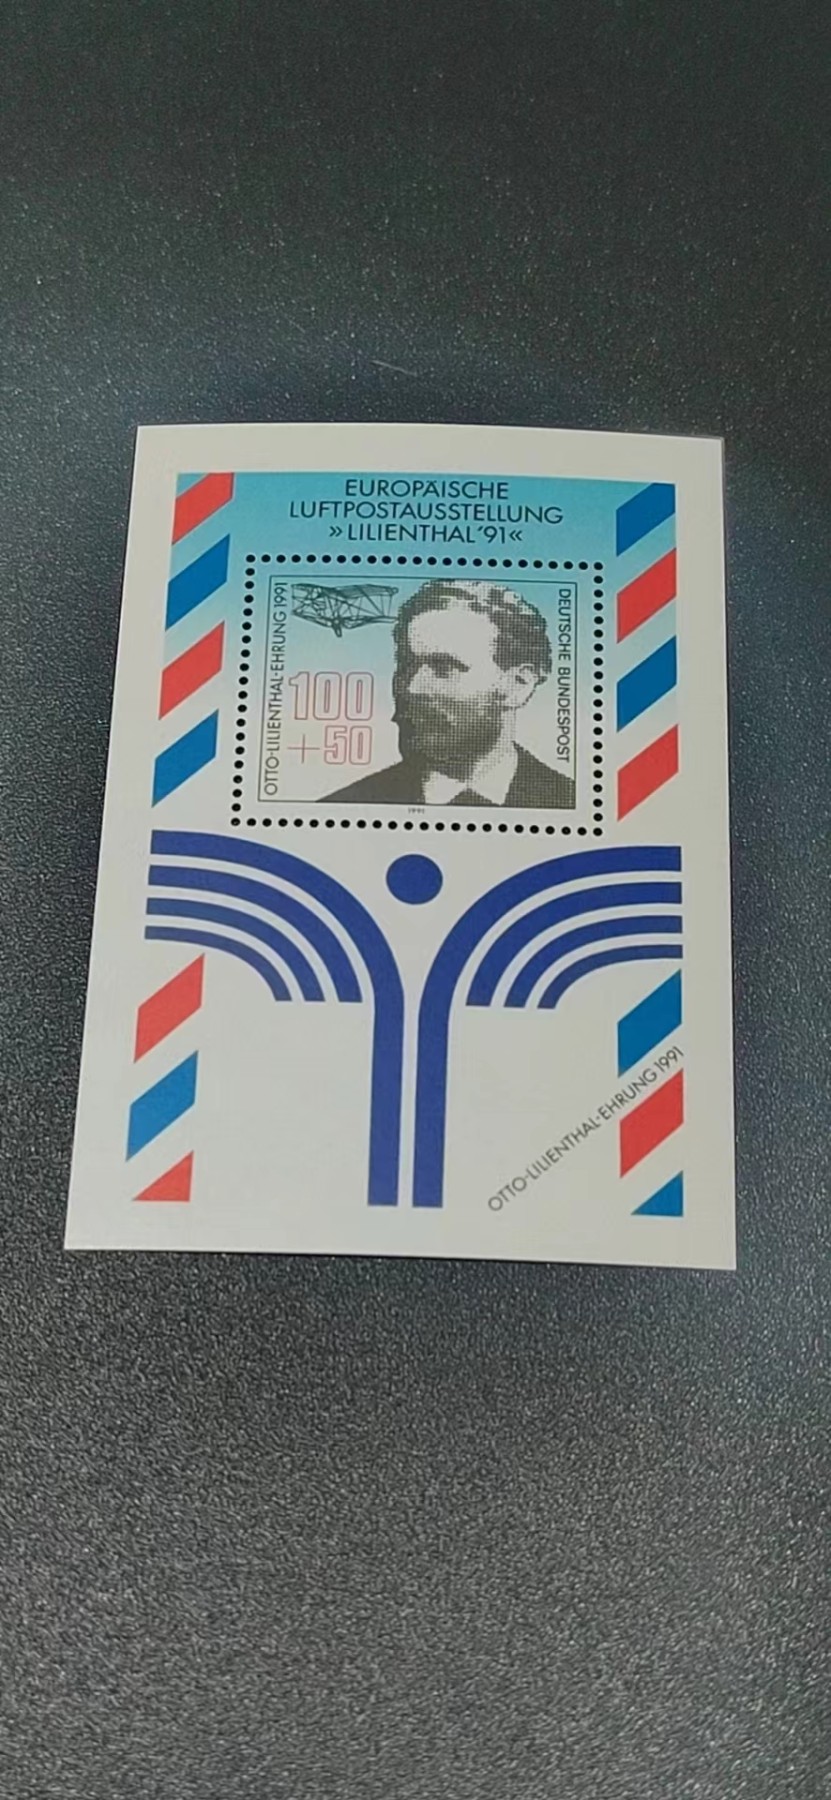 EUROPÄISCHE
LUFTPOSTAUSSTELLUNG
»LILIENTHAL '91«
OTTO-LILIENTHAL-EHRUNG 1991
100
+50
DEUTSCHE BUNDESPOST
1991
OTTO-LILIENTHAL-EHRUNG 1991